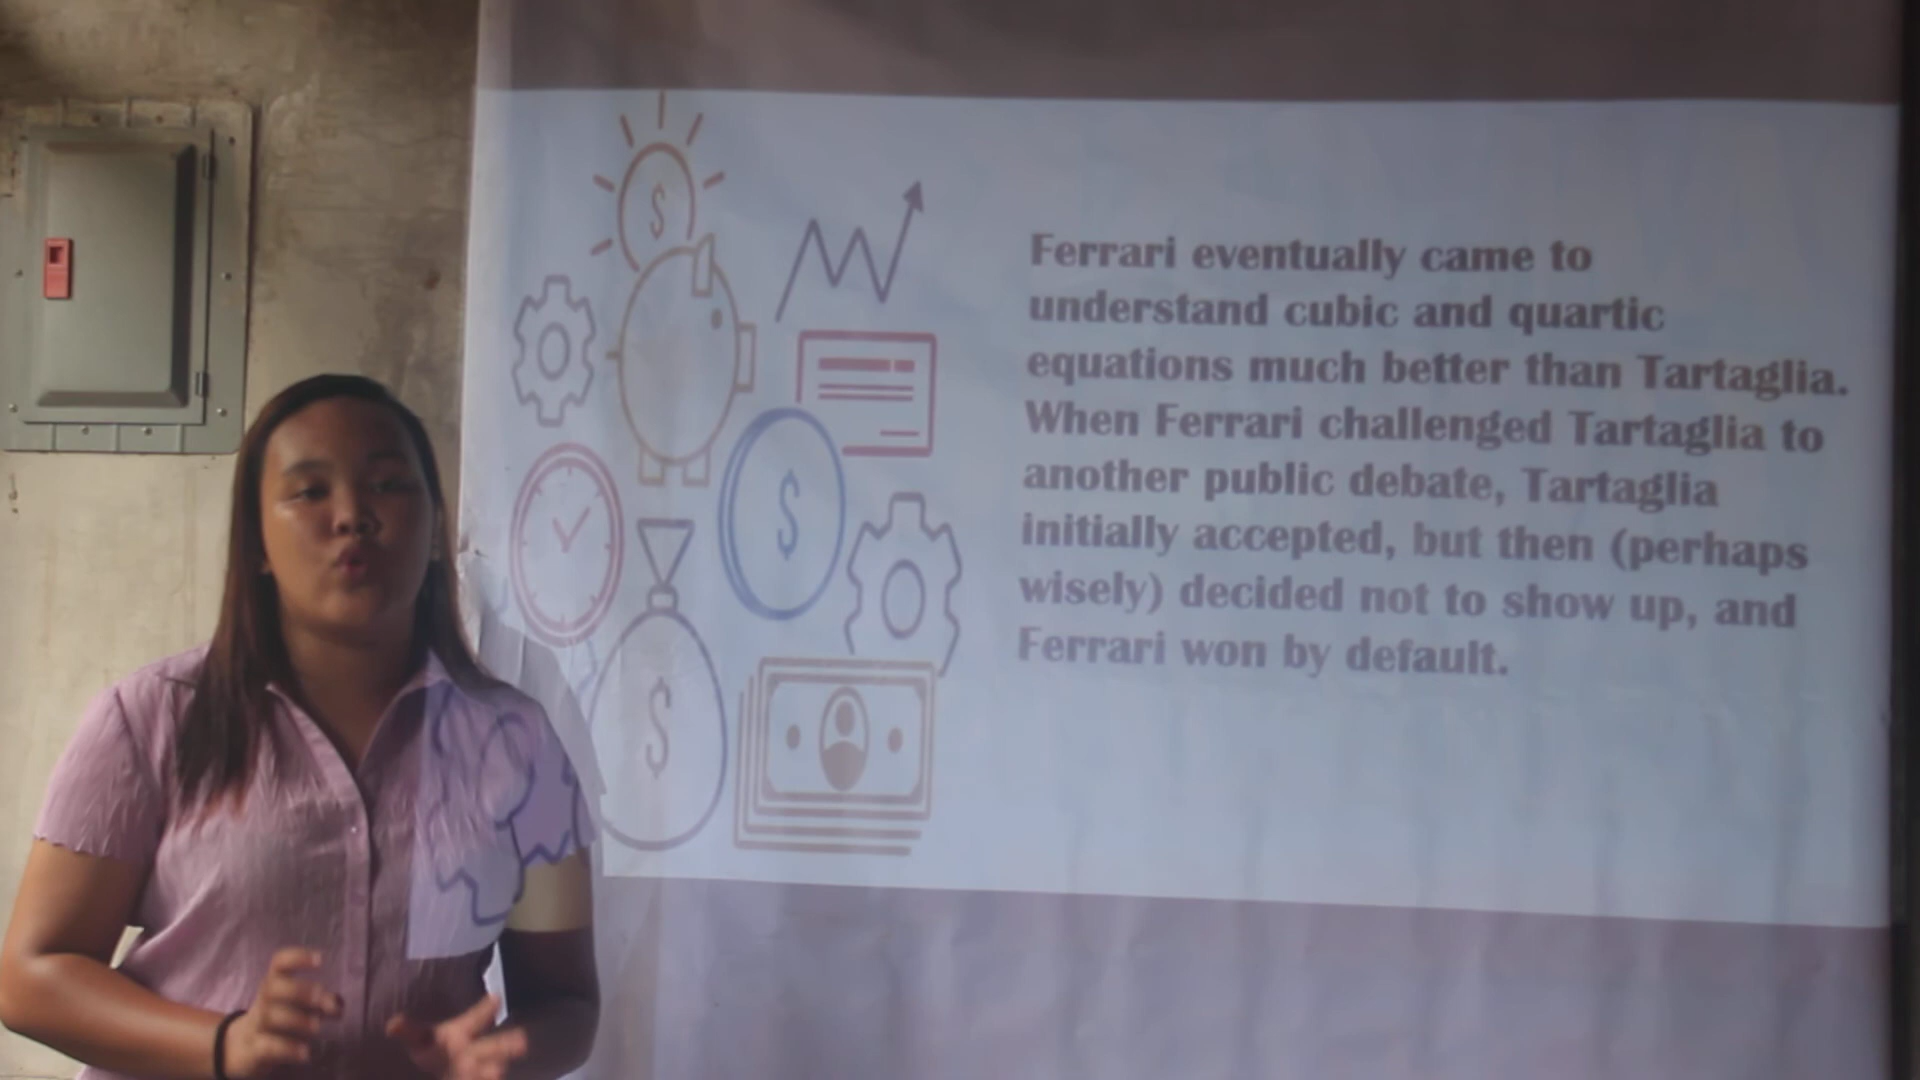 Ferrari eventually came to
understand cubic and quartic
equations much better than Tartaglia.
When Ferrari challenged Tartaglia to
another public debate, Tartaglia
initially accepted, but then (perhaps
wisely) decided not to show up, and
Ferrari won by default.
$
$
$